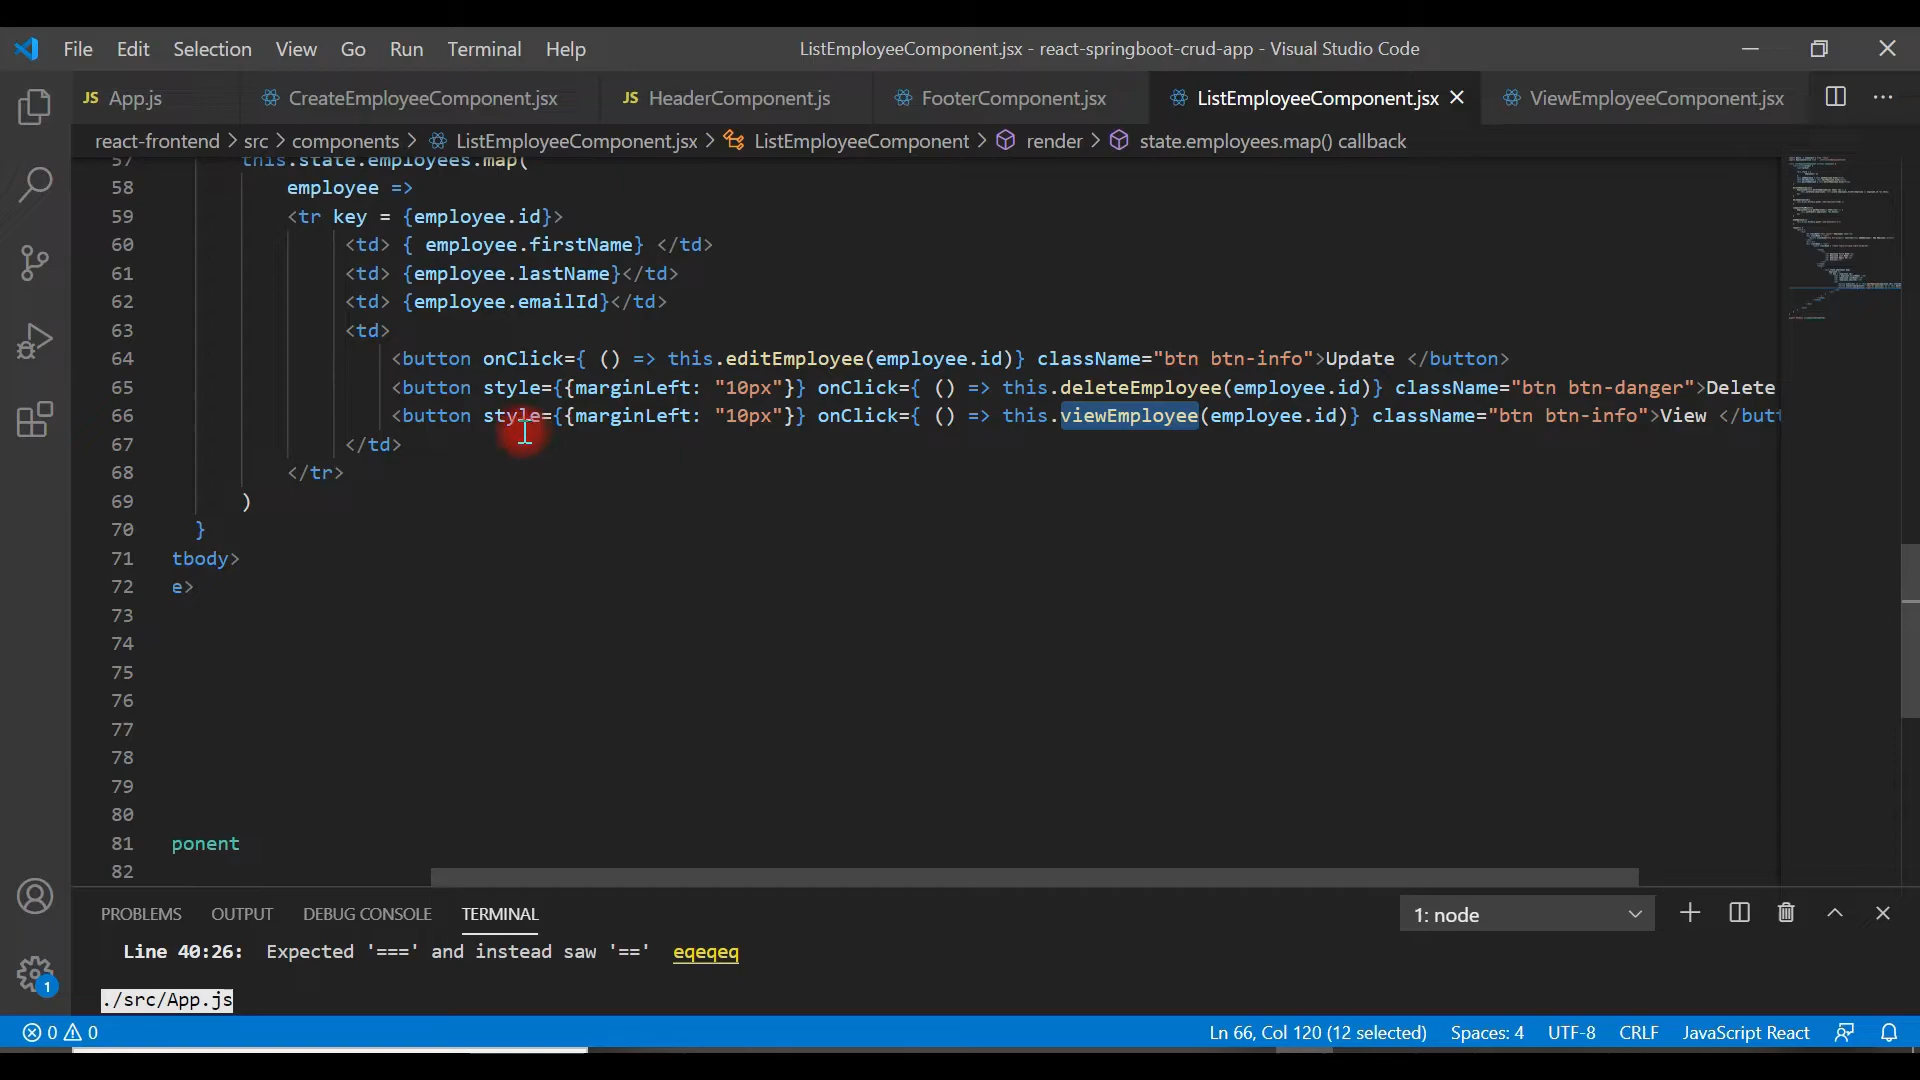 File Edit Selection View Go Run Terminal Help ListEmployeeComponent.jsx - react-springboot-crud-app - Visual Studio Code
JS App.js CreateEmployeeComponent.jsx JS HeaderComponent.js FooterComponent.jsx ListEmployeeComponent.jsx ViewEmployeeComponent.jsx ...
react-frontend > src > components > ListEmployeeComponent.jsx > ListEmployeeComponent > render > state.employees.map() callback
57 this.state.employees.map(
58 employee =>
59 <tr key = {employee.id}>
60 <td> { employee.firstName} </td>
61 <td> {employee.lastName}</td>
62 <td> {employee.emailId}</td>
63 <td>
64 <button onClick={ () => this.editEmployee(employee.id)} className="btn btn-info">Update </button>
65 <button style={{marginLeft: "10px"}} onClick={ () => this.deleteEmployee(employee.id)} className="btn btn-danger">Delete
66 <button style={{marginLeft: "10px"}} onClick={ () => this.viewEmployee(employee.id)} className="btn btn-info">View </butt
67 </td>
68 </tr>
69 )
70 }
71 tbody>
72 e>
73
74
75
76
77
78
79
80
81 ponent
82
PROBLEMS OUTPUT DEBUG CONSOLE TERMINAL 1: node
Line 40:26: Expected '===' and instead saw '==' eqeqeq
./src/App.js
1
0 0 Ln 66, Col 120 (12 selected) Spaces: 4 UTF-8 CRLF JavaScript React